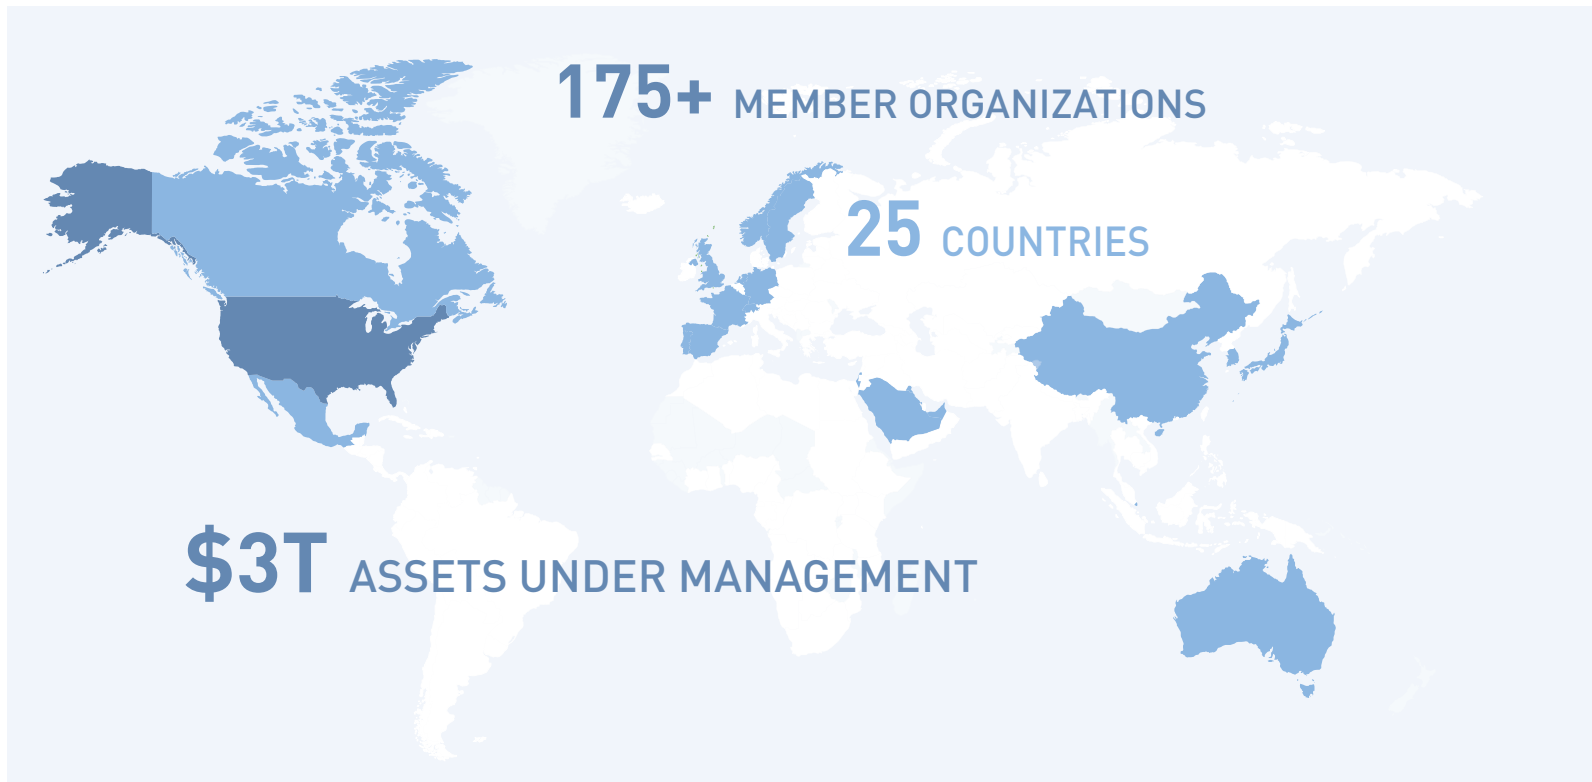 175+ MEMBER ORGANIZATIONS
25 COUNTRIES
$3T ASSETS UNDER MANAGEMENT